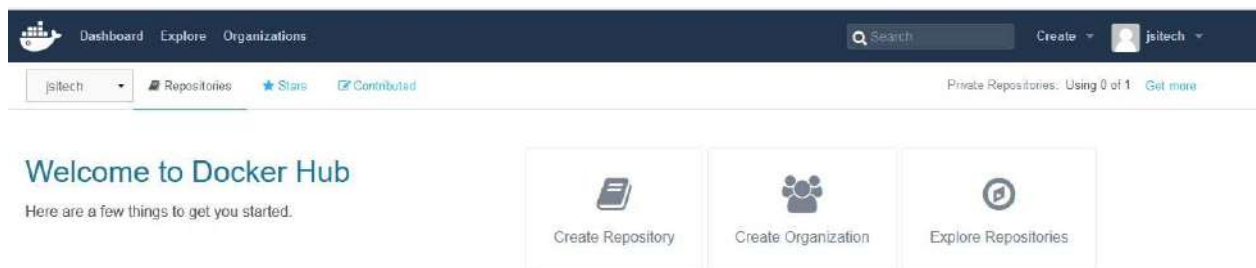 Dashboard Explore Organizations Search Create jsitech
jsitech Repositories Stars Contributed Private Repositories: Using 0 of 1 Get more
Welcome to Docker Hub
Here are a few things to get you started.
Create Repository Create Organization Explore Repositories